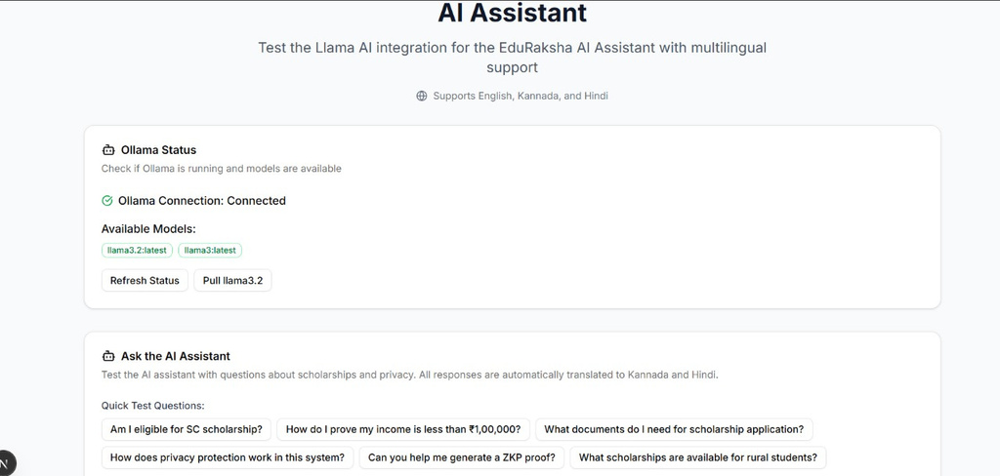 AI Assistant
Test the Llama AI integration for the EduRaksha AI Assistant with multilingual
support
Supports English, Kannada, and Hindi
Ollama Status
Check if Ollama is running and models are available
Ollama Connection: Connected
Available Models:
llama3.2:latest llama3:latest
Refresh Status Pull llama3.2
Ask the AI Assistant
Test the AI assistant with questions about scholarships and privacy. All responses are automatically translated to Kannada and Hindi.
Quick Test Questions:
Am I eligible for SC scholarship? How do I prove my income is less than ₹1,00,000? What documents do I need for scholarship application?
How does privacy protection work in this system? Can you help me generate a ZKP proof? What scholarships are available for rural students?
N